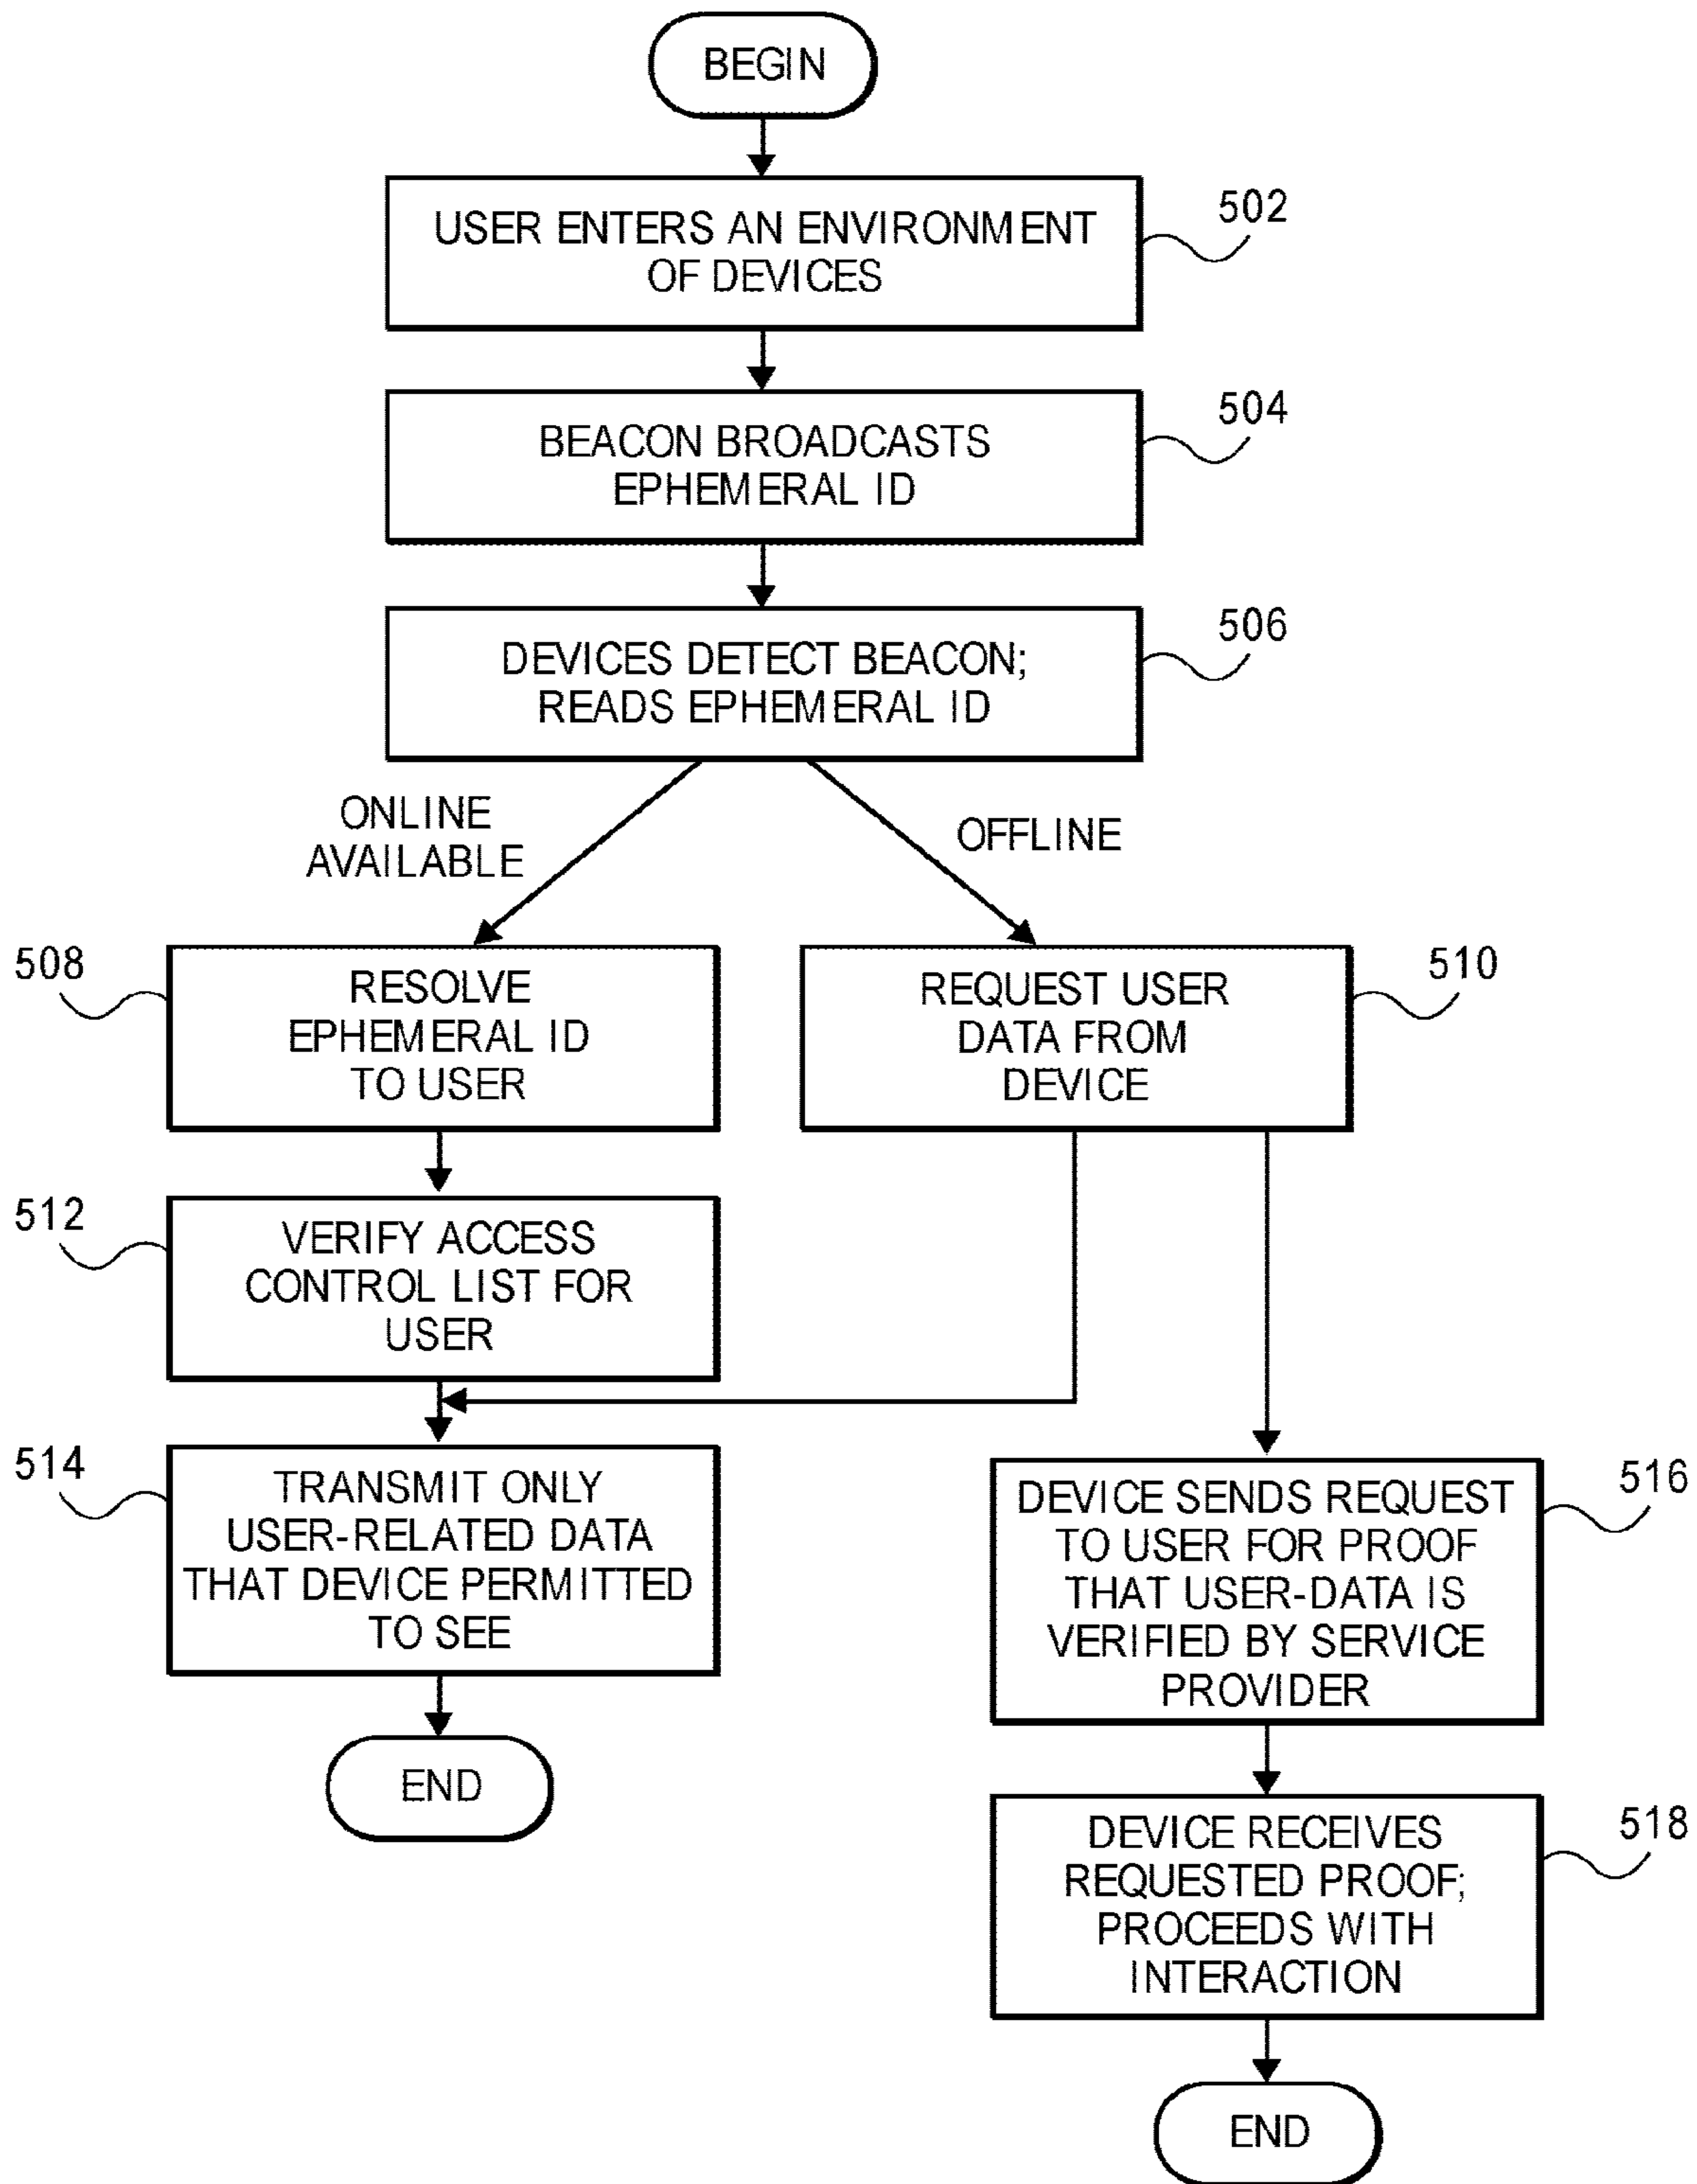 BEGIN
USER ENTERS AN ENVIRONMENT
OF DEVICES
502
BEACON BROADCASTS
EPHEMERAL ID
504
DEVICES DETECT BEACON;
READS EPHEMERAL ID
506
ONLINE
AVAILABLE
OFFLINE
508
RESOLVE
EPHEMERAL ID
TO USER
REQUEST USER
DATA FROM
DEVICE
510
512
VERIFY ACCESS
CONTROL LIST FOR
USER
514
TRANSMIT ONLY
USER-RELATED DATA
THAT DEVICE PERMITTED
TO SEE
END
DEVICE SENDS REQUEST
TO USER FOR PROOF
THAT USER-DATA IS
VERIFIED BY SERVICE
PROVIDER
516
DEVICE RECEIVES
REQUESTED PROOF;
PROCEEDS WITH
INTERACTION
518
END